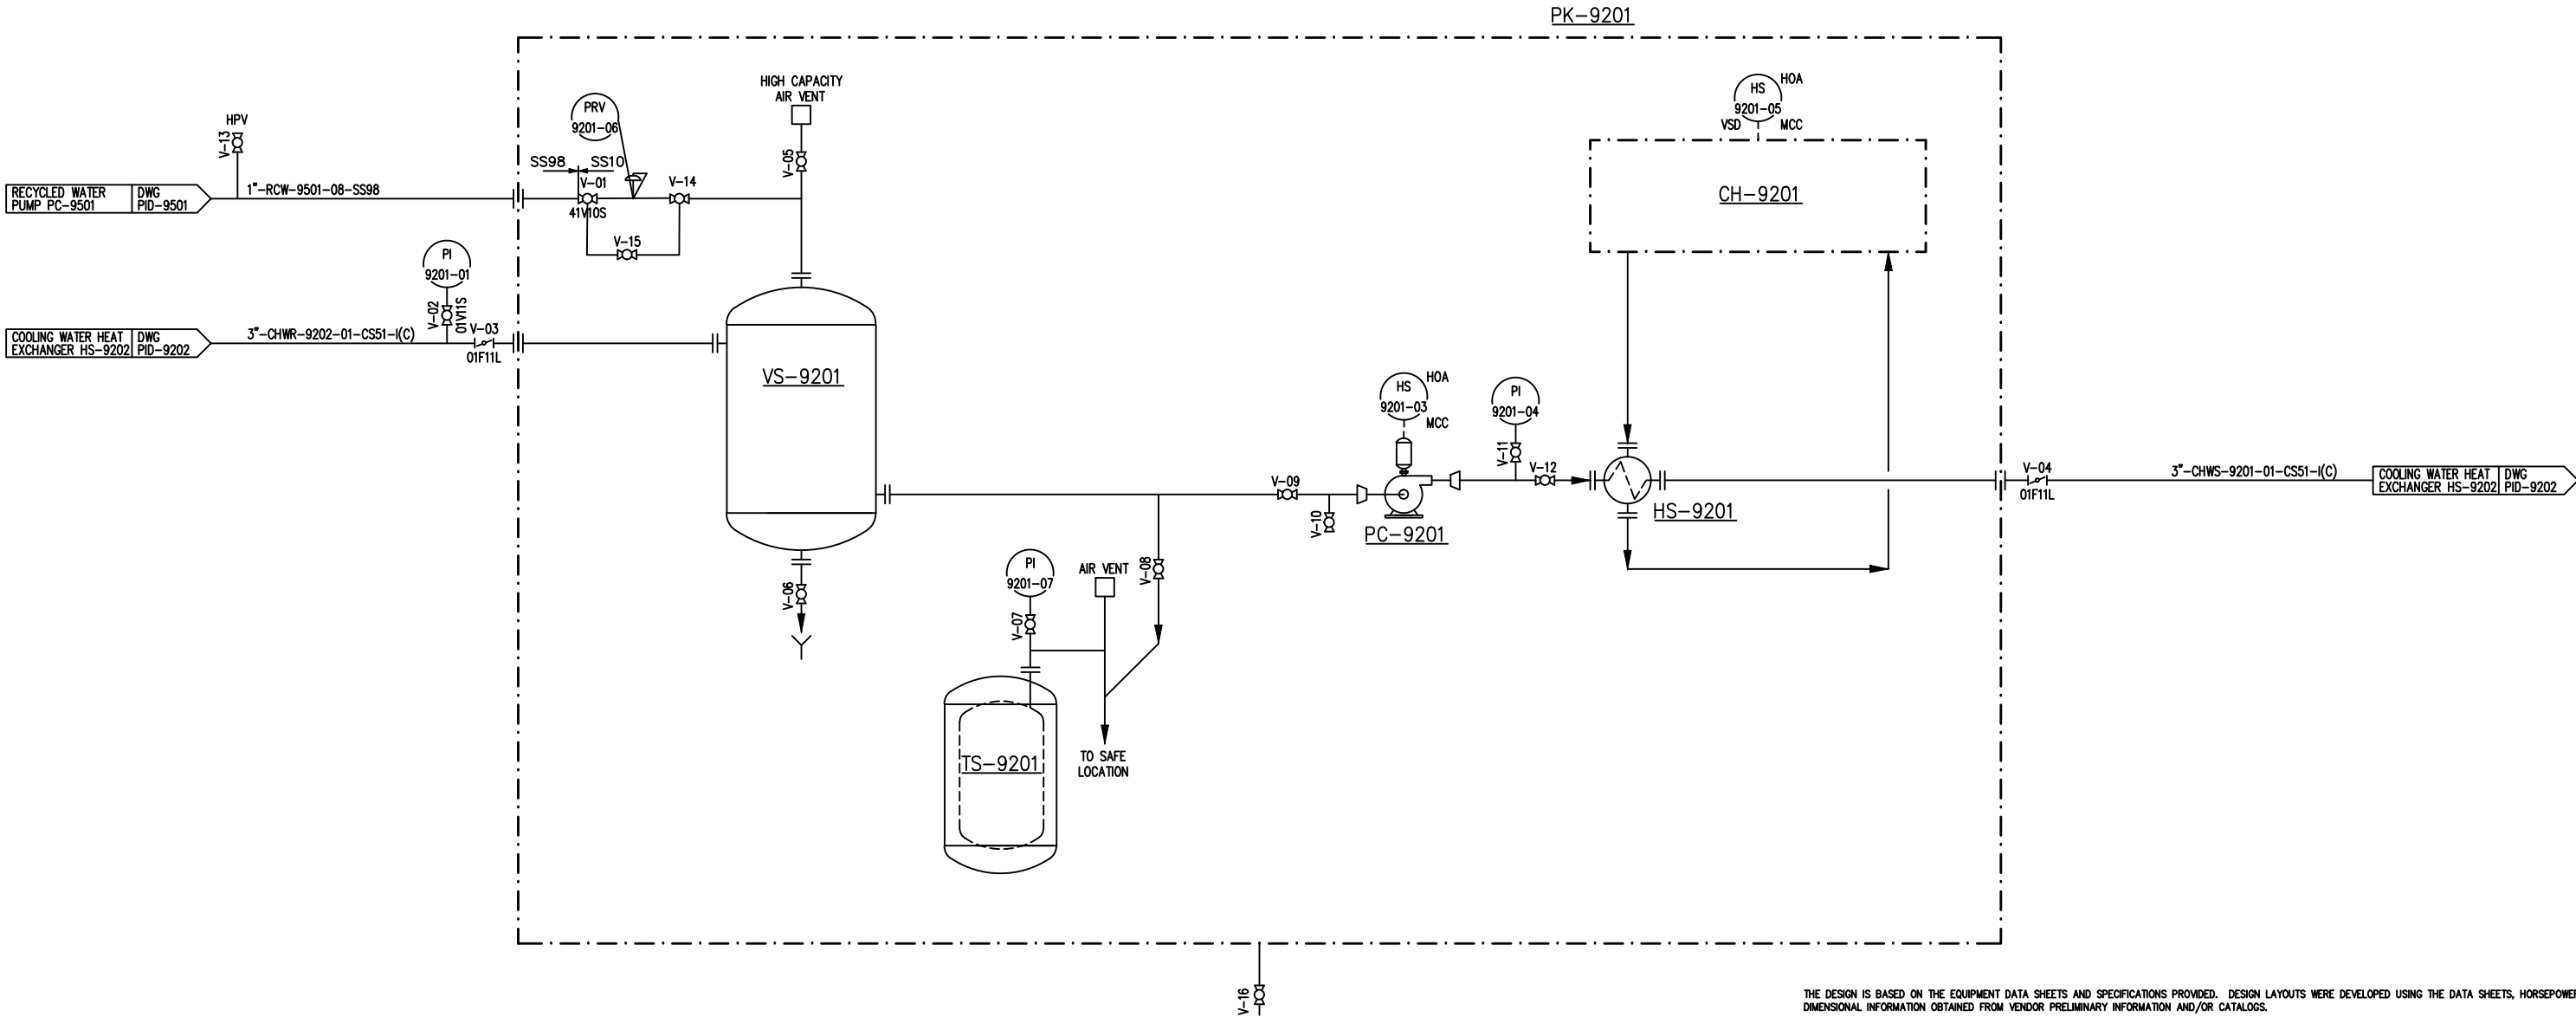 PK-9201
HIGH CAPACITY
AIR VENT
HS
9201-05
HOA
VSD
MCC
PRV
9201-06
HPV
V-13
V-05
SS98
SS10
V-01
41V10S
V-14
V-15
RECYCLED WATER
PUMP PC-9501
DWG
PID-9501
1"-RCW-9501-08-SS98
CH-9201
PI
9201-01
V-02
01V11S
V-03
01F11L
COOLING WATER HEAT
EXCHANGER HS-9202
DWG
PID-9202
3"-CHWR-9202-01-CS51-I(C)
VS-9201
HS
9201-03
HOA
MCC
PI
9201-04
V-11
V-12
V-09
V-10
PC-9201
HS-9201
V-04
01F11L
3"-CHWS-9201-01-CS51-I(C)
COOLING WATER HEAT
EXCHANGER HS-9202
DWG
PID-9202
V-06
PI
9201-07
V-07
AIR VENT
V-08
TS-9201
TO SAFE
LOCATION
V-16
THE DESIGN IS BASED ON THE EQUIPMENT DATA SHEETS AND SPECIFICATIONS PROVIDED. DESIGN LAYOUTS WERE DEVELOPED USING THE DATA SHEETS, HORSEPOWER
DIMENSIONAL INFORMATION OBTAINED FROM VENDOR PRELIMINARY INFORMATION AND/OR CATALOGS.